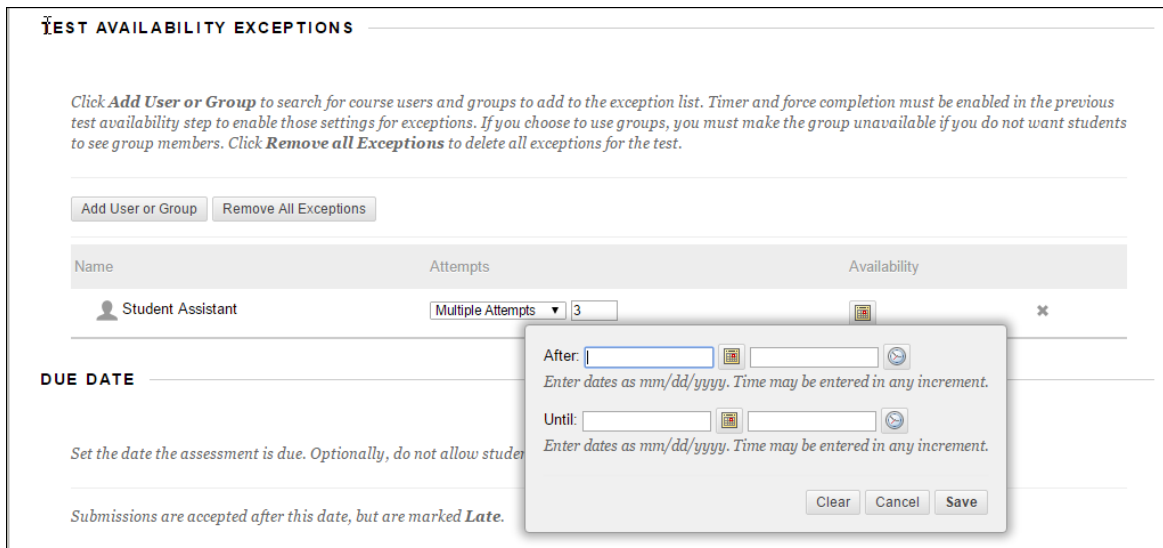 TEST AVAILABILITY EXCEPTIONS
Click Add User or Group to search for course users and groups to add to the exception list. Timer and force completion must be enabled in the previous
test availability step to enable those settings for exceptions. If you choose to use groups, you must make the group unavailable if you do not want students
to see group members. Click Remove all Exceptions to delete all exceptions for the test.
Add User or Group Remove All Exceptions
Name Attempts Availability
Student Assistant Multiple Attempts 3
After:
Enter dates as mm/dd/yyyy. Time may be entered in any increment.
Until:
Enter dates as mm/dd/yyyy. Time may be entered in any increment.
Clear Cancel Save
DUE DATE
Set the date the assessment is due. Optionally, do not allow studen
Submissions are accepted after this date, but are marked Late.